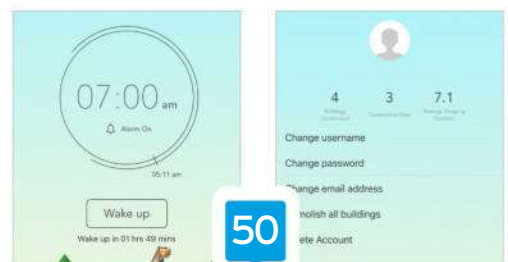 07:00 am
Alarm On
05:11 am
Wake up
Wake up in 01 hrs 49 mins
4
3
7.1
Change username
Change password
hange email address
molish all buildings
ete Account
50